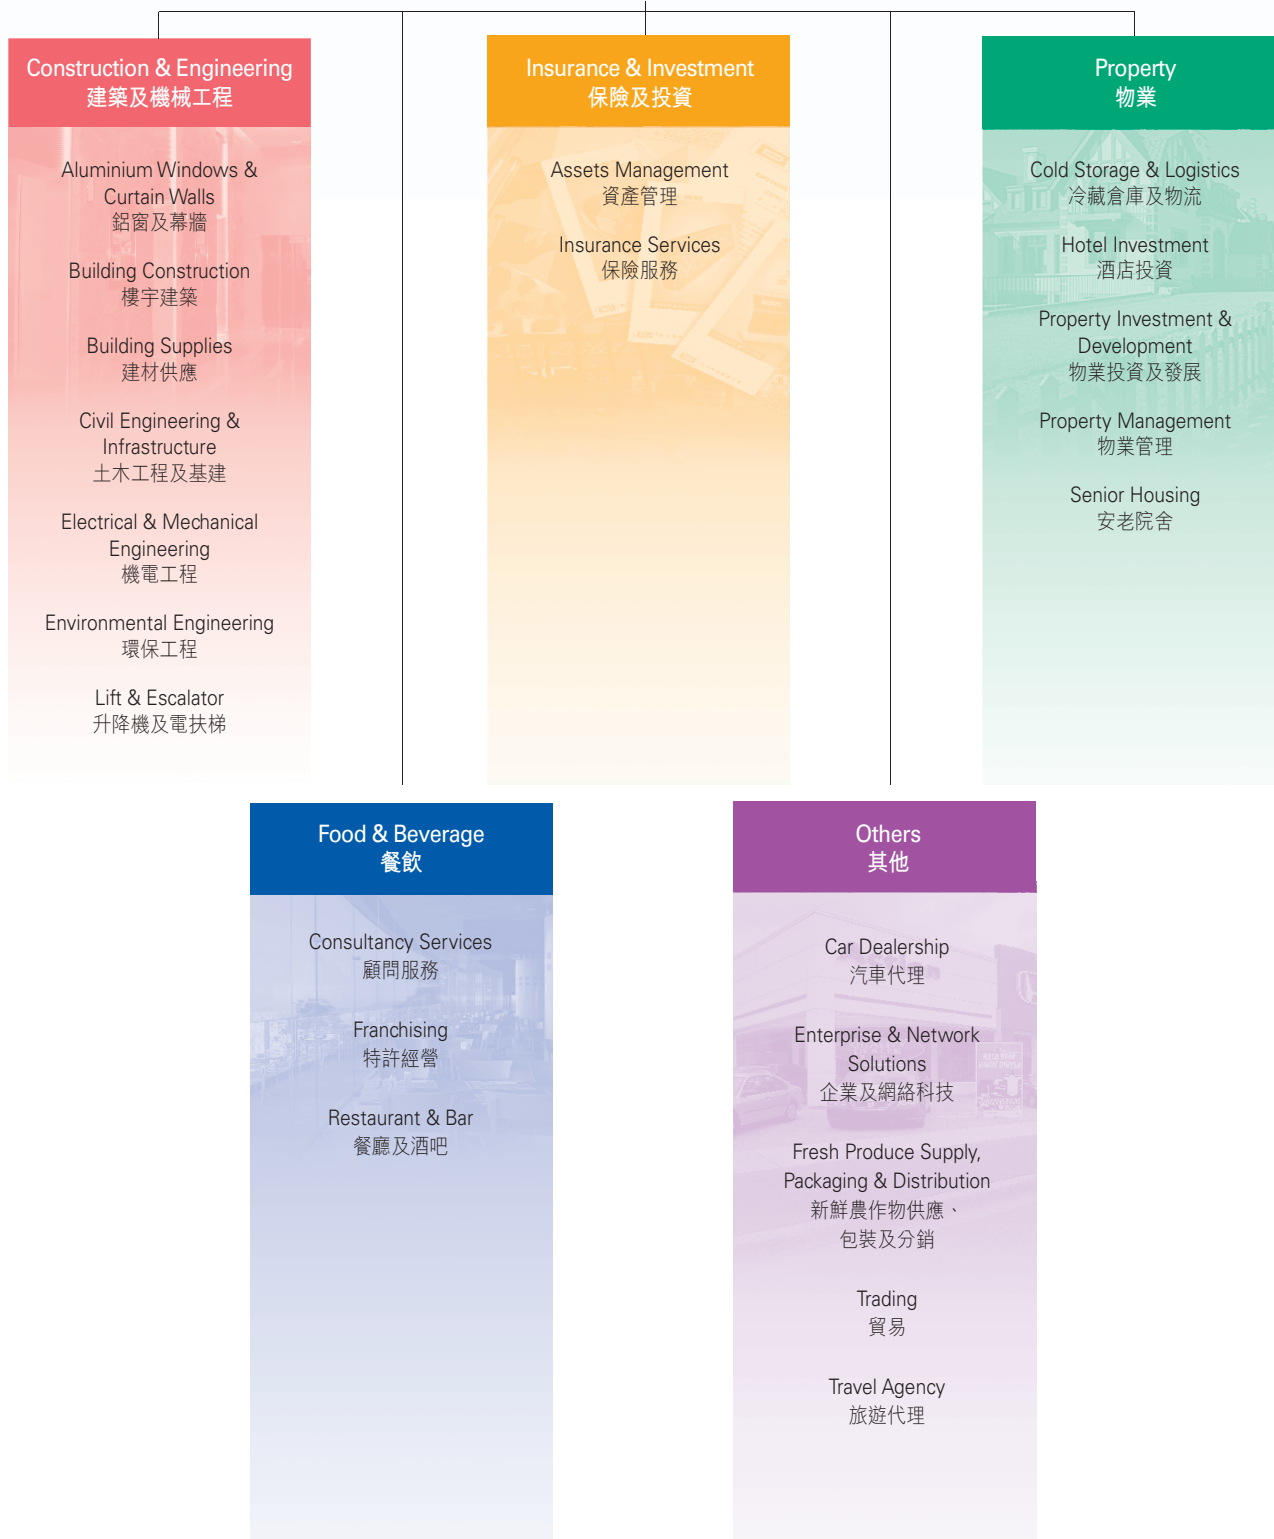 Construction & Engineering
建築及機械工程
Aluminium Windows &
Curtain Walls
鋁窗及幕牆
Building Construction
樓宇建築
Building Supplies
建材供應
Civil Engineering &
Infrastructure
土木工程及基建
Electrical & Mechanical
Engineering
機電工程
Environmental Engineering
環保工程
Lift & Escalator
升降機及電扶梯
Insurance & Investment
保險及投資
Assets Management
資產管理
Insurance Services
保險服務
Property
物業
Cold Storage & Logistics
冷藏倉庫及物流
Hotel Investment
酒店投資
Property Investment &
Development
物業投資及發展
Property Management
物業管理
Senior Housing
安老院舍
Food & Beverage
餐飲
Consultancy Services
顧問服務
Franchising
特許經營
Restaurant & Bar
餐廳及酒吧
Others
其他
Car Dealership
汽車代理
Enterprise & Network
Solutions
企業及網絡科技
Fresh Produce Supply,
Packaging & Distribution
新鮮農作物供應、
包裝及分銷
Trading
貿易
Travel Agency
旅遊代理